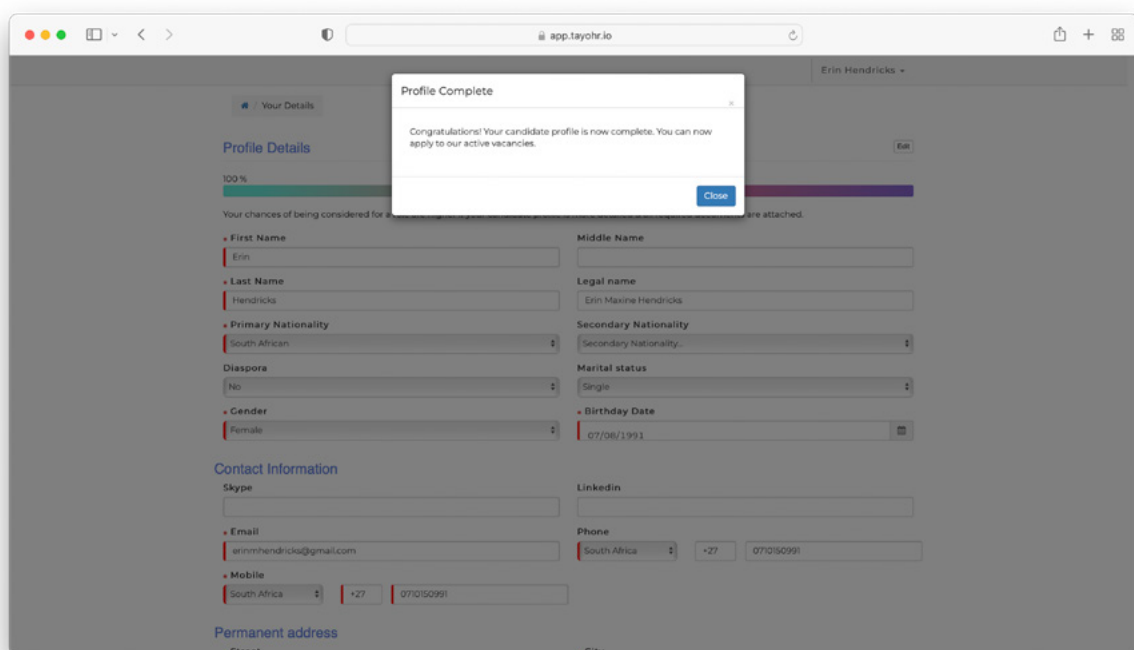 app.tayohr.io
Erin Hendricks
/ Your Details
Profile Complete
×
Congratulations! Your candidate profile is now complete. You can now
apply to our active vacancies.
Close
Profile Details
Edit
100 %
Your chances of being considered for a
are attached.
* First Name
Middle Name
Erin
* Last Name
Legal name
Hendricks
Erin Maxine Hendricks
* Primary Nationality
Secondary Nationality
South African
Secondary Nationality...
Diaspora
Marital status
No
Single
* Gender
* Birthday Date
Female
07/08/1991
Contact Information
Skype
Linkedin
* Email
Phone
erinmhendricks@gmail.com
South Africa
+27
0710150991
* Mobile
South Africa
+27
0710150991
Permanent address